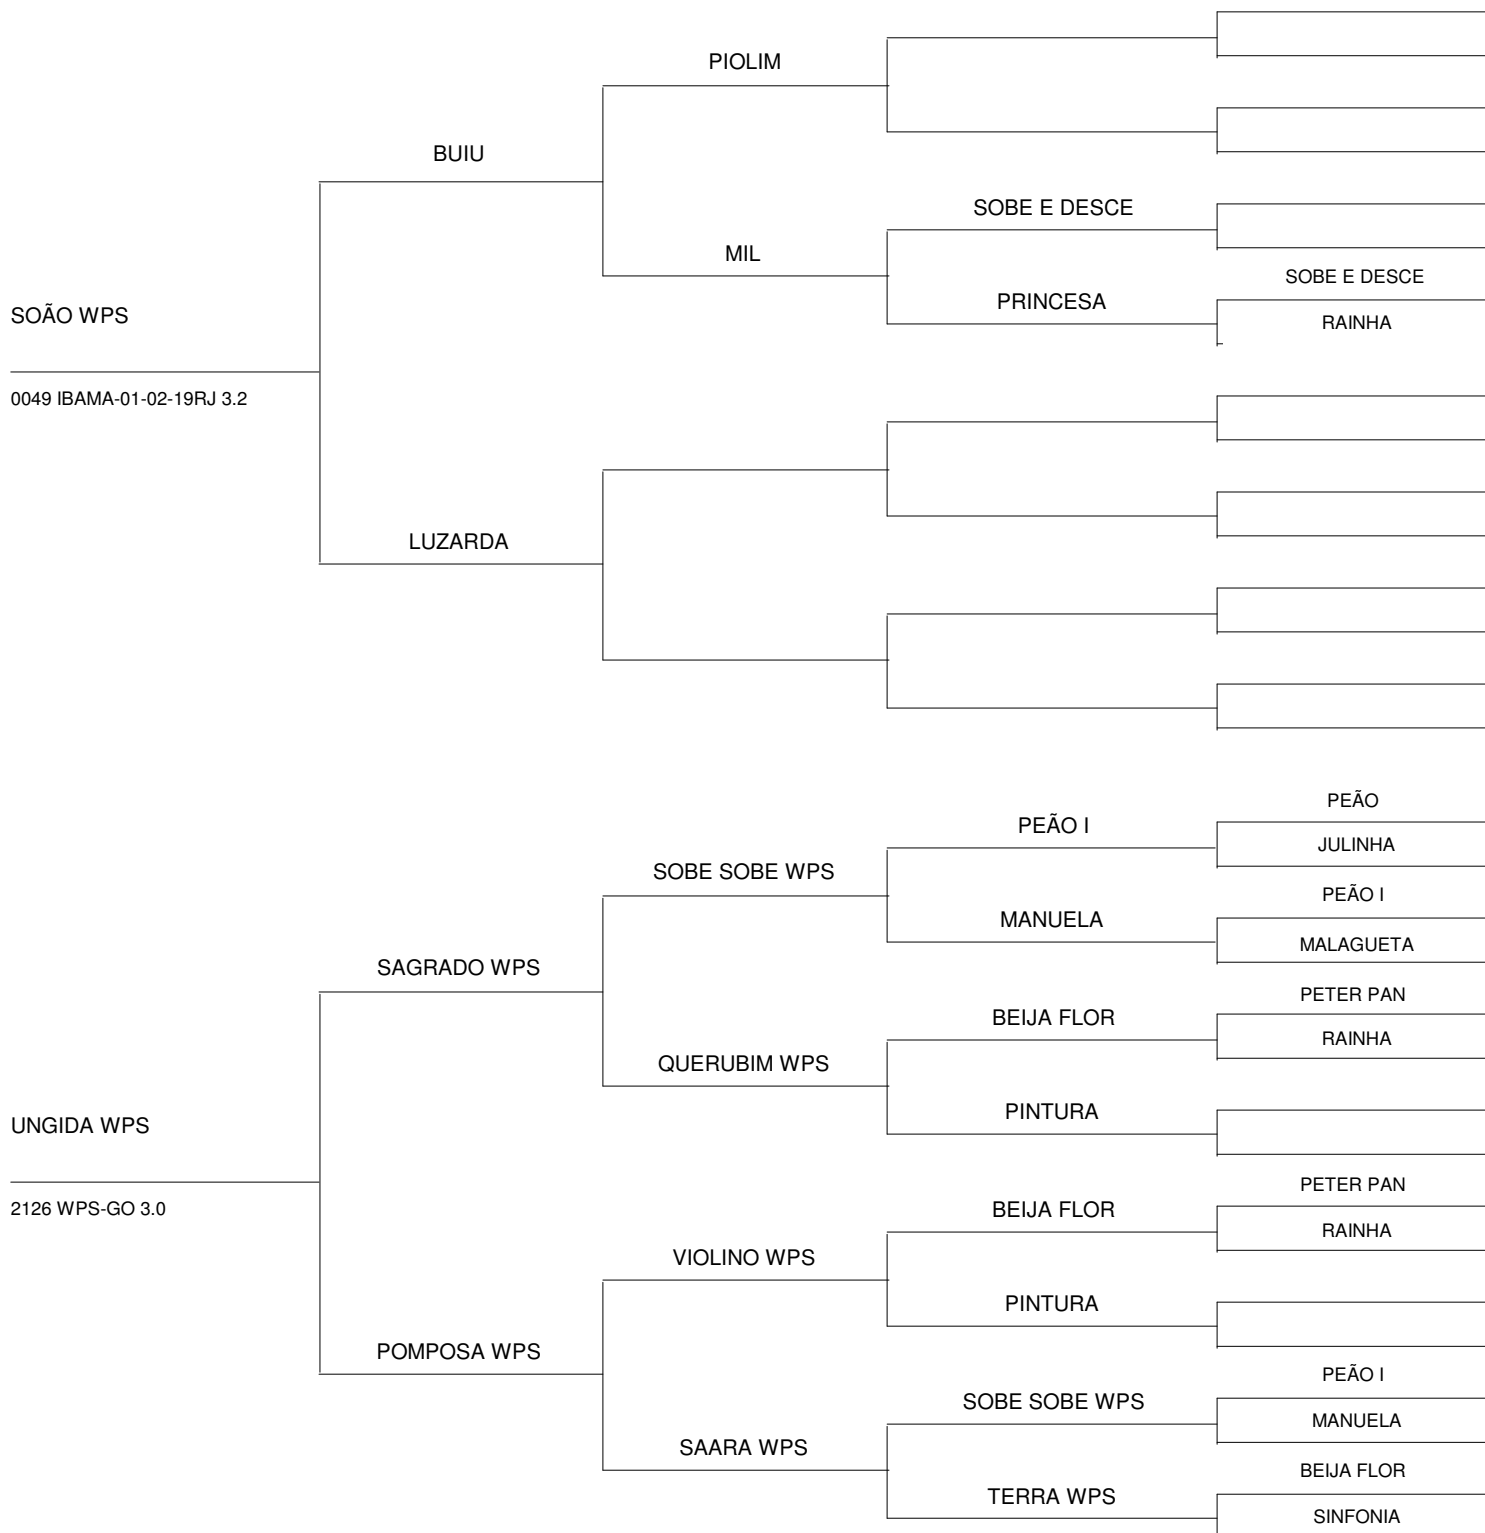 PIOLIM
BUIU
SOBE E DESCE
MIL
SOBE E DESCE
PRINCESA
SOÃO WPS
RAINHA
0049 IBAMA-01-02-19RJ 3.2
LUZARDA
PEÃO
PEÃO I
JULINHA
SOBE SOBE WPS
PEÃO I
MANUELA
MALAGUETA
SAGRADO WPS
PETER PAN
BEIJA FLOR
RAINHA
QUERUBIM WPS
PINTURA
UNGIDA WPS
PETER PAN
2126 WPS-GO 3.0
BEIJA FLOR
RAINHA
VIOLINO WPS
PINTURA
POMPOSA WPS
PEÃO I
SOBE SOBE WPS
MANUELA
SAARA WPS
BEIJA FLOR
TERRA WPS
SINFONIA